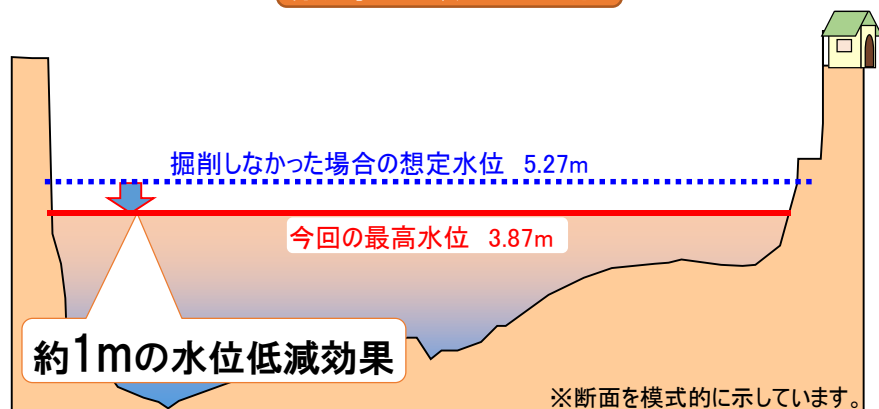 掘削しなかった場合の想定水位 5.27m
今回の最高水位 3.87m
約1mの水位低減効果
※断面を模式的に示しています。